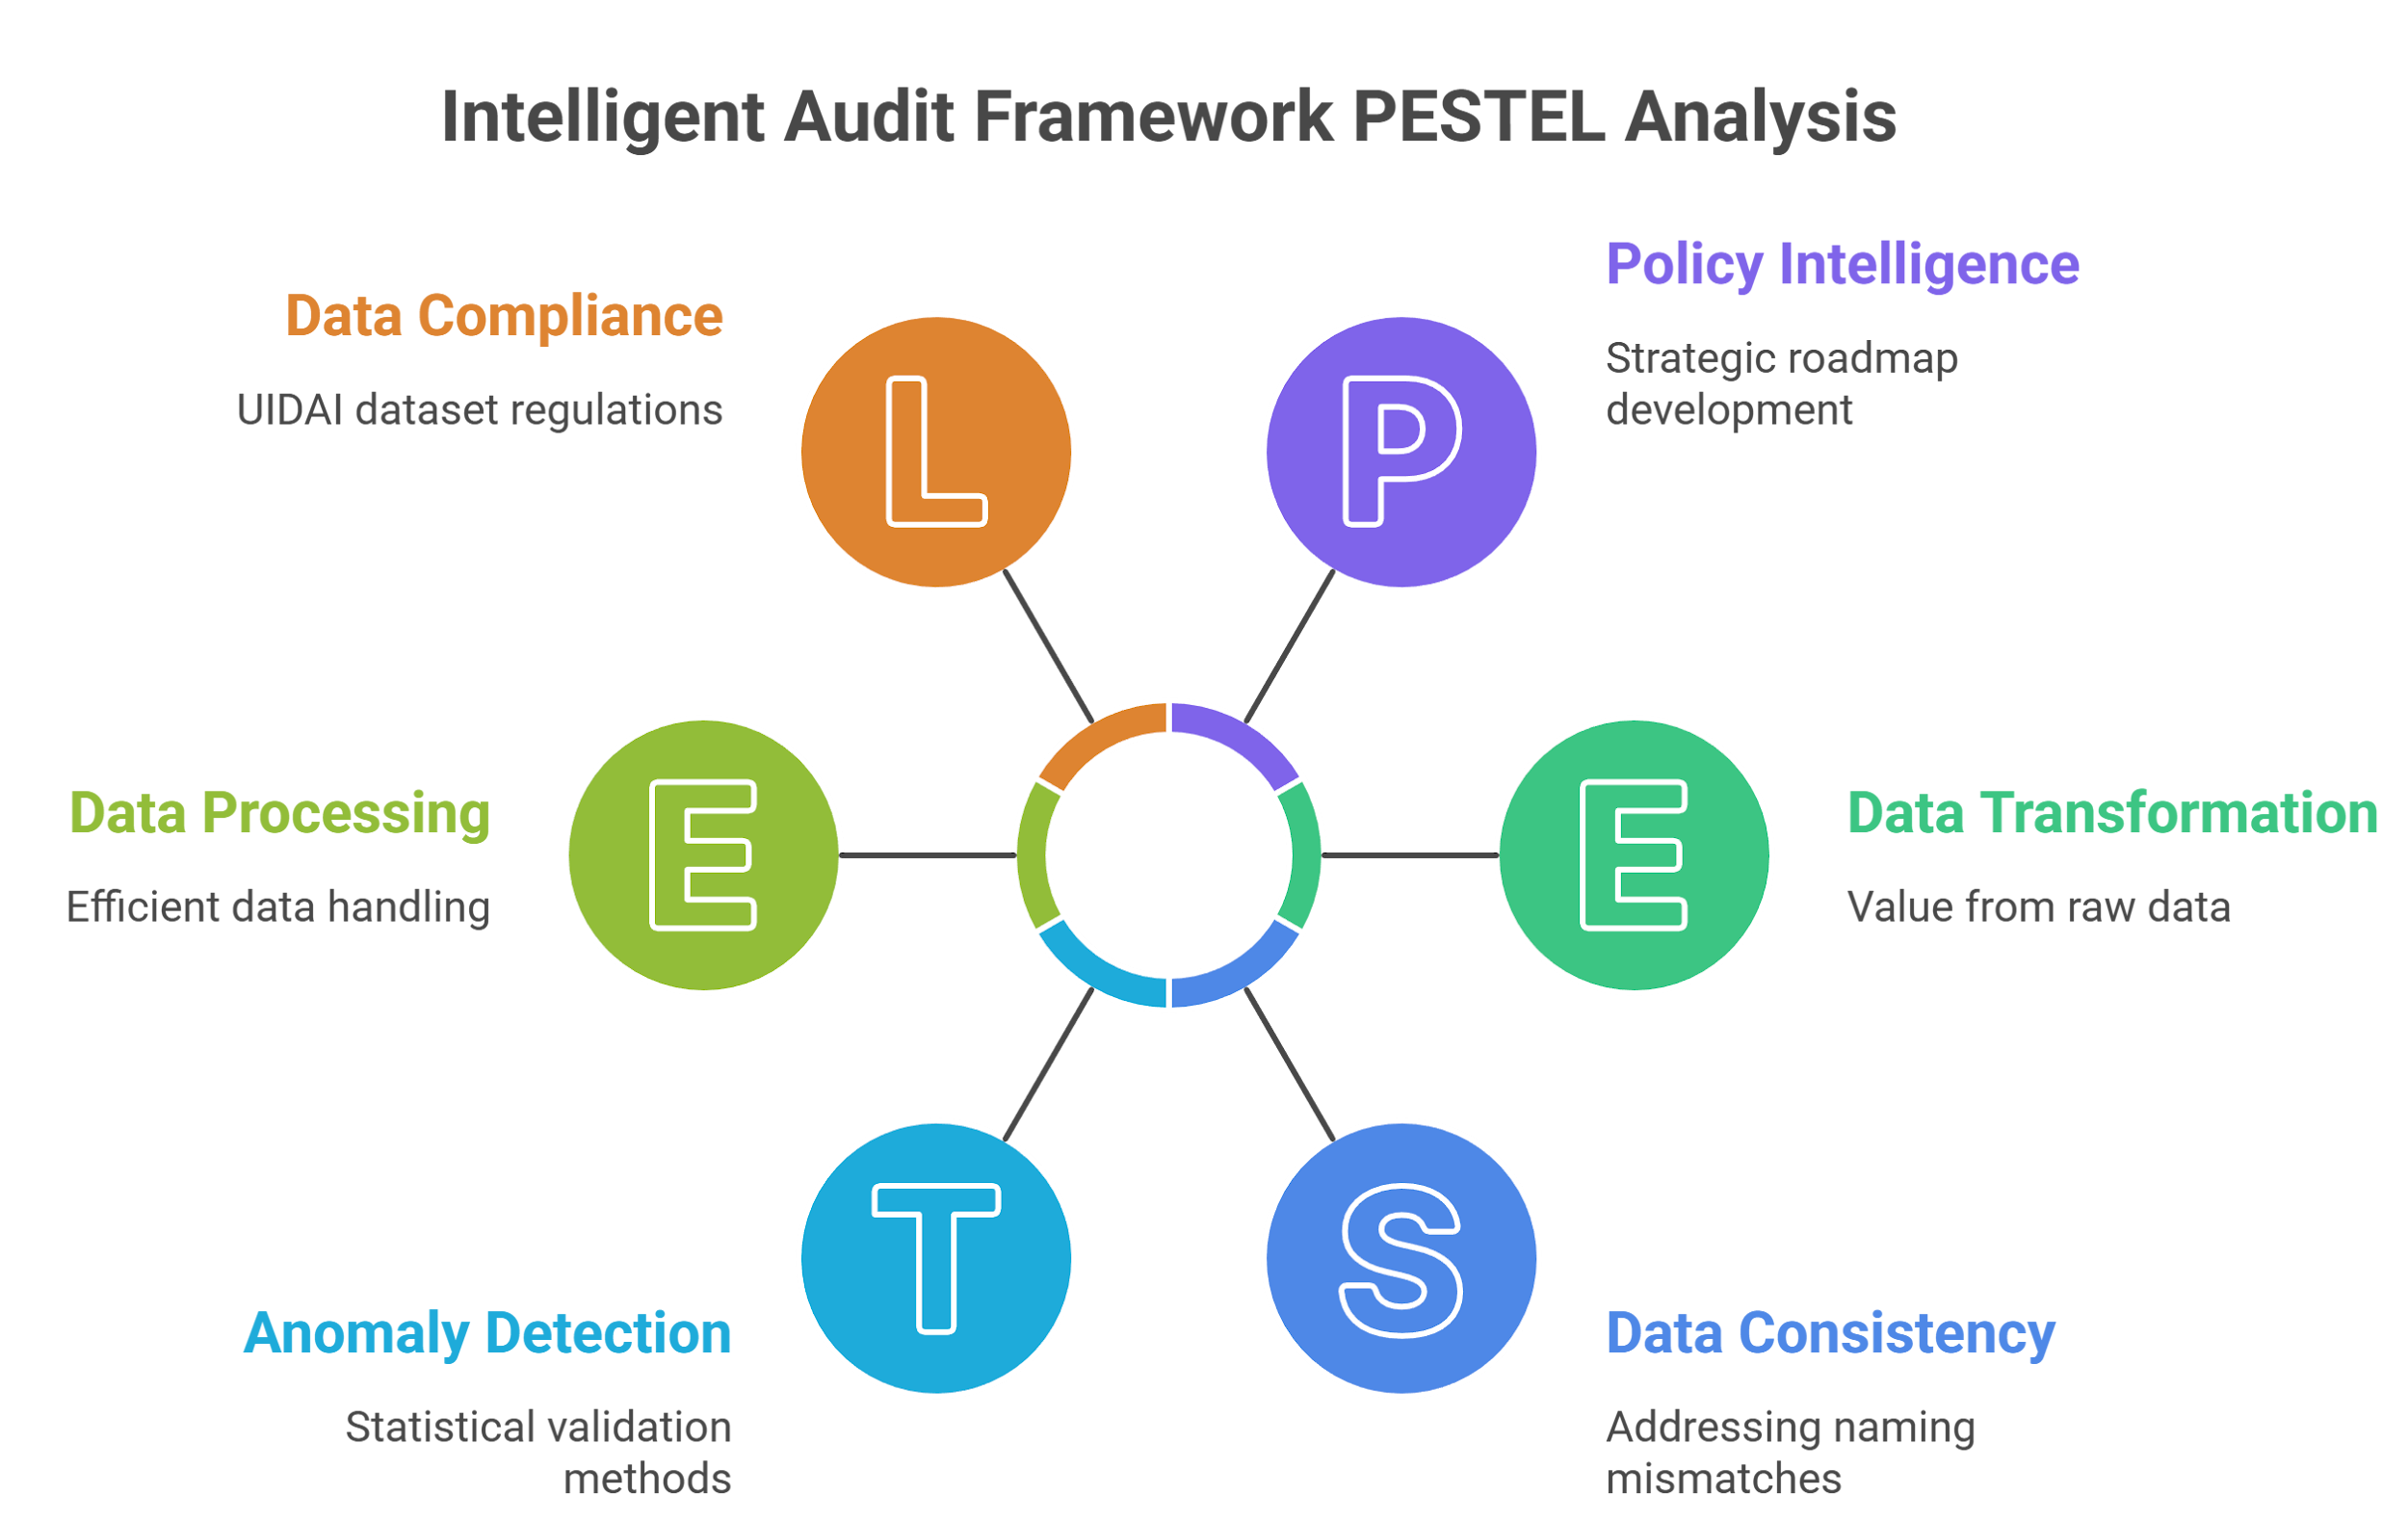 Intelligent Audit Framework PESTEL Analysis
Policy Intelligence
Strategic roadmap
development
Data Compliance
UIDAI dataset regulations
L
P
Data Processing
Efficient data handling
E
E
Data Transformation
Value from raw data
T
S
Anomaly Detection
Statistical validation
methods
Data Consistency
Addressing naming
mismatches